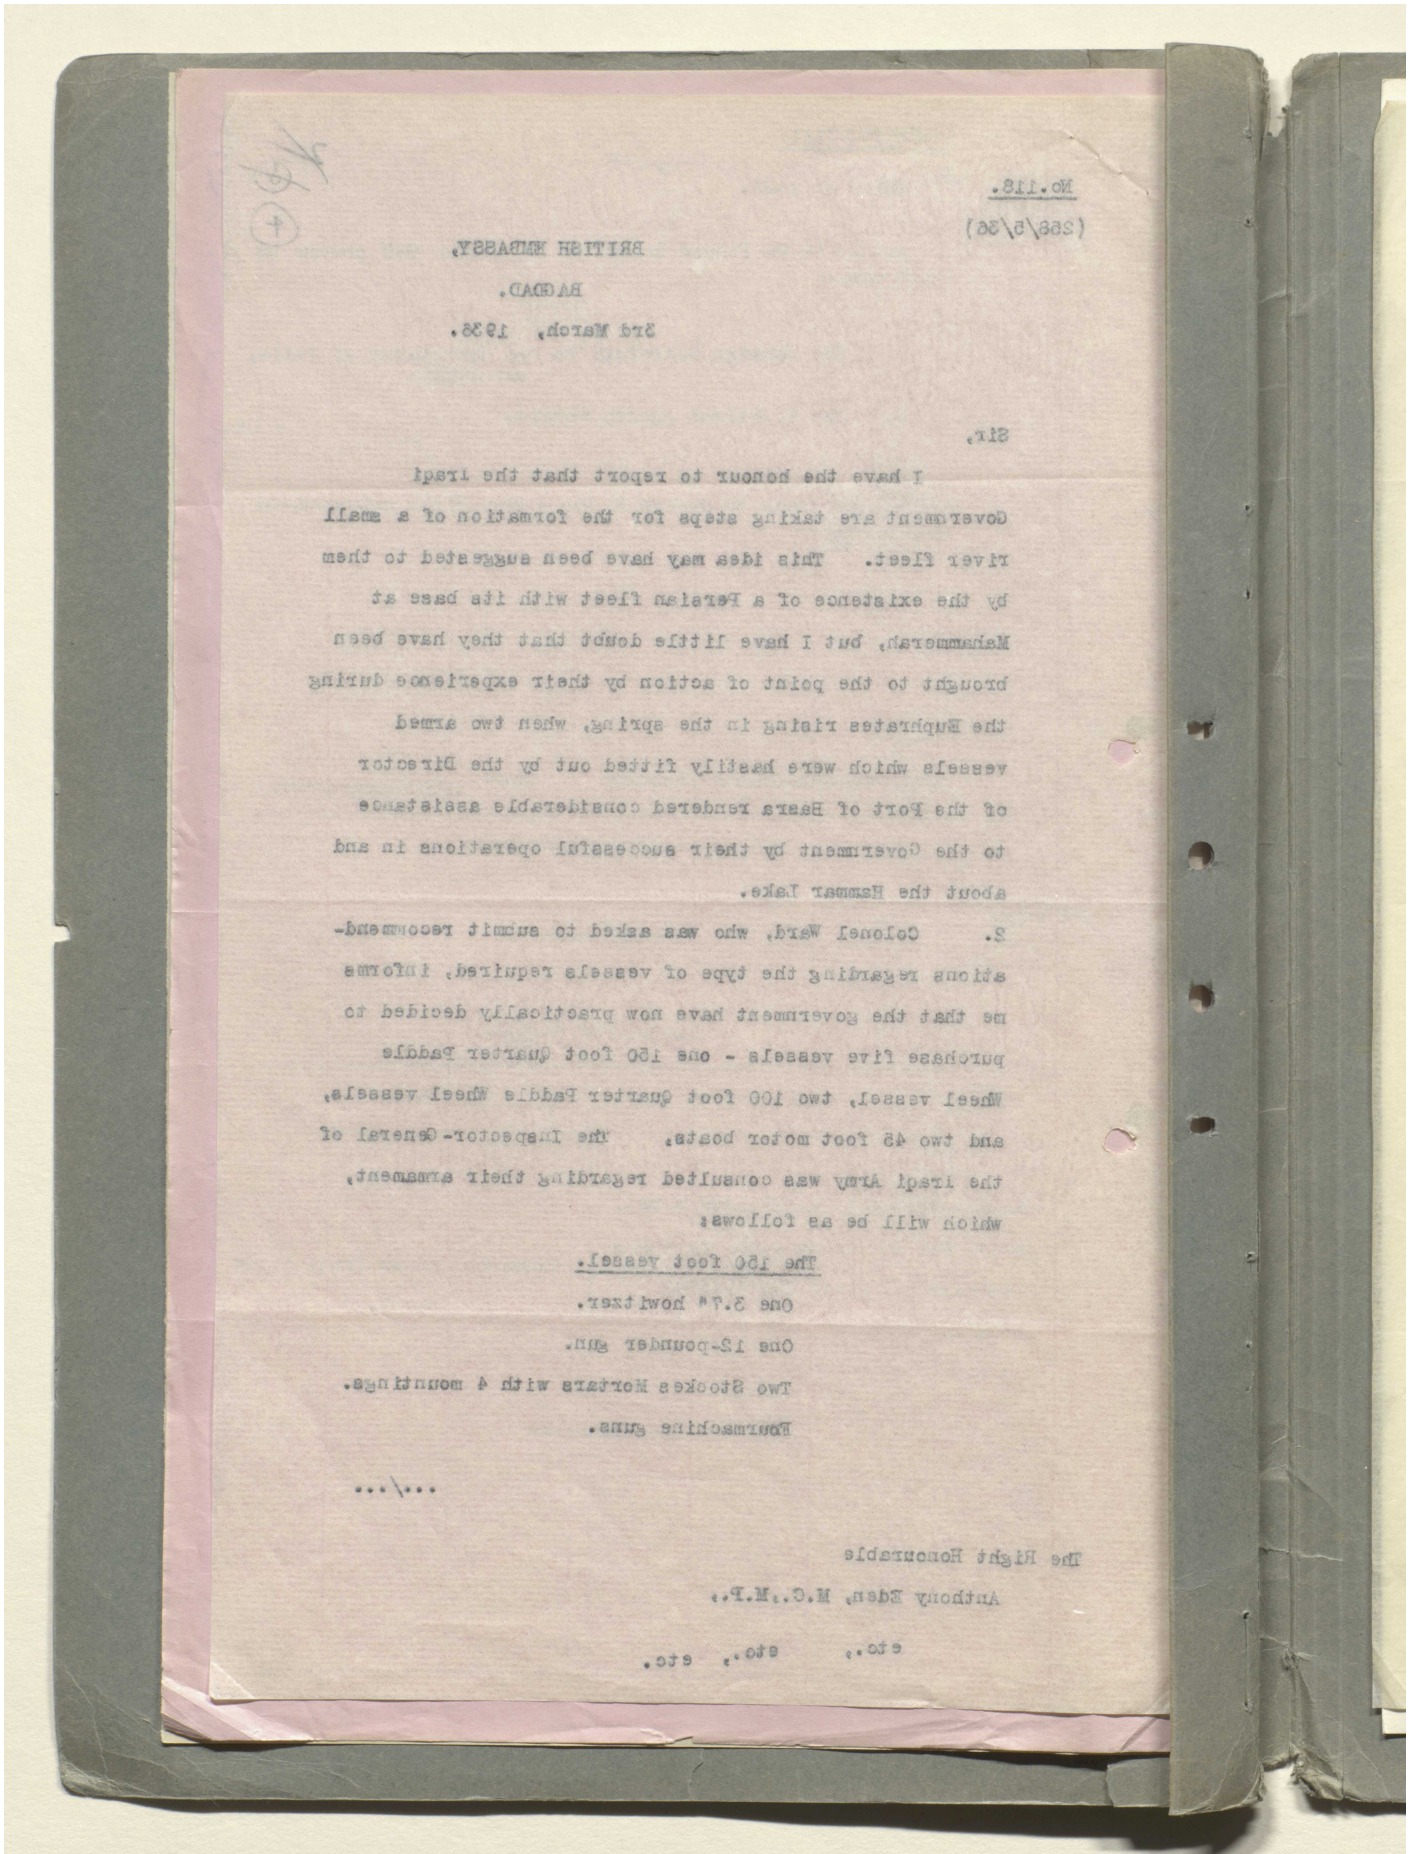 No.118.
(268/5/36)
BRITISH EMBASSY,
BAGDAD.
3rd March, 1936.
Sir,
I have the honour to report that the Iraqi
Government are taking steps for the formation of a small
river fleet. This idea may have been suggested to them
by the existence of a Persian fleet with its base at
Mahammerah, but I have little doubt that they have been
brought to the point of action by their experience during
the Euphrates rising in the spring, when two armed
vessels which were hastily fitted out by the Director
of the Port of Basra rendered considerable assistance
to the Government by their successful operations in and
about the Hammar Lake.
2. Colonel Ward, who was asked to submit recommend-
ations regarding the type of vessels required, informs
me that the government have now practically decided to
purchase five vessels - one 150 foot Quarter Paddle
Wheel vessel, two 100 foot Quarter Paddle Wheel vessels,
and two 45 foot motor boats. The Inspector-General of
the Iraqi Army was consulted regarding their armament,
which will be as follows:
The 150 foot vessel.
One 3.7" howitzer.
One 12-pounder gun.
Two Stockes Mortars with 4 mountings.
Fourmachine guns.
.../...
The Right Honourable
Anthony Eden, M.C.,M.P.,
etc., etc., etc.